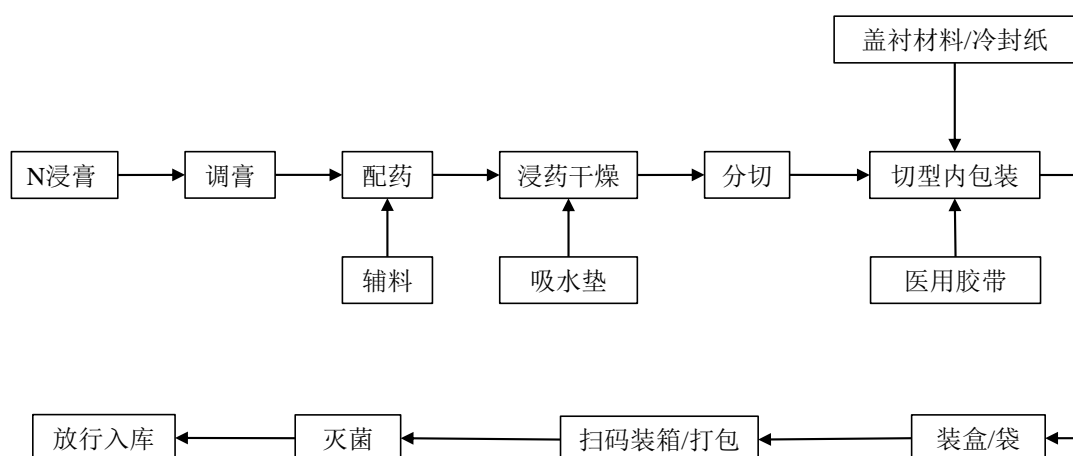 盖衬材料/冷封纸
N浸膏
调膏
配药
浸药干燥
分切
切型内包装
辅料
吸水垫
医用胶带
放行入库
灭菌
扫码装箱/打包
装盒/袋